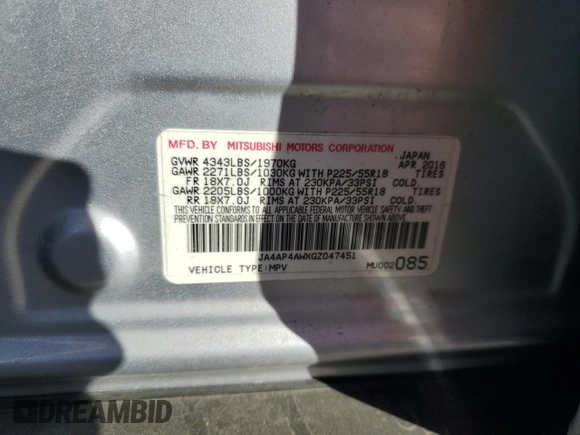 MFD. BY MITSUBISHI MOTORS CORPORATION
JAPAN
GVWR 4343LBS/1970KG APR 2016
GAWR 2271LBS/1030KG WITH P225/55R18 TIRES
FR 18X7.0J RIMS AT 230KPA/33PSI COLD
GAWR 2205LBS/1000KG WITH P225/55R18 TIRES
RR 18X7.0J RIMS AT 230KPA/33PSI COLD
THIS VEHICLE CONFORMS TO ALL APPLICABLE FEDERAL MOTOR VEHICLE SAFETY AND THEFT
PREVENTION STANDARDS IN EFFECT ON THE DATE OF MANUFACTURE SHOWN ABOVE.
JA4AP4AWXGZ047451
VEHICLE TYPE:MPV MU002085
DREAMBID